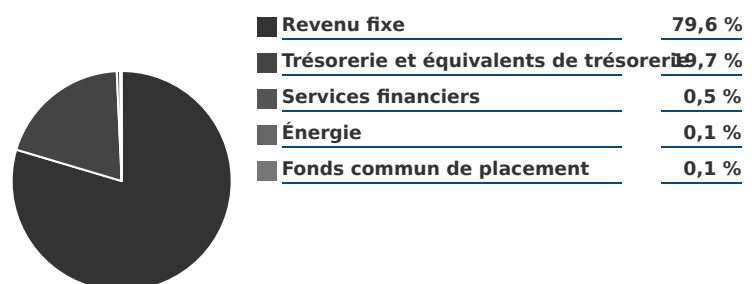 Revenu fixe 79,6 %
Trésorerie et équivalents de trésorerie 19,7 %
Services financiers 0,5 %
Énergie 0,1 %
Fonds commun de placement 0,1 %